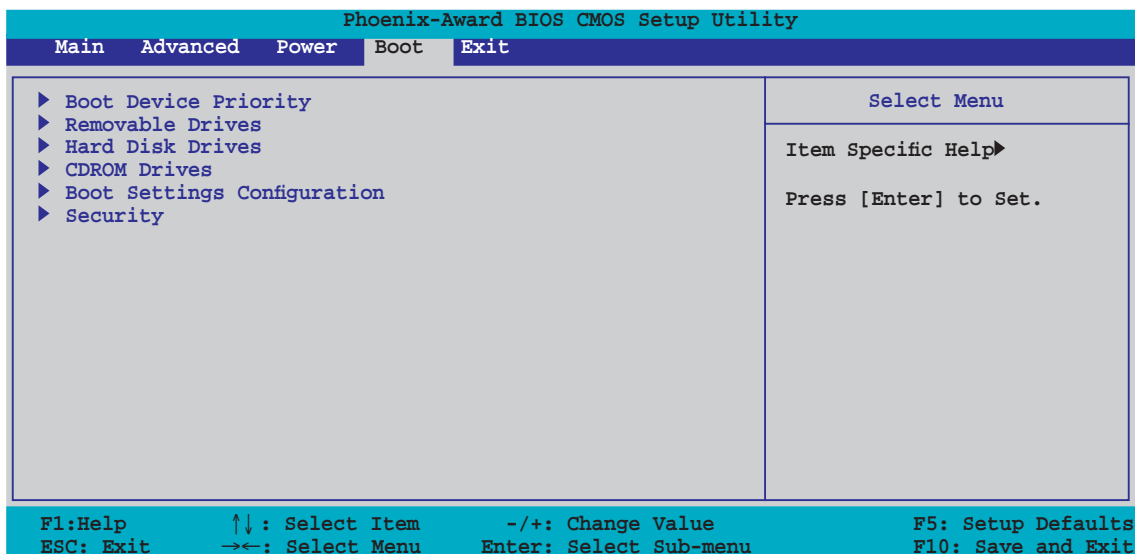 Phoenix-Award BIOS CMOS Setup Utility
Main Advanced Power Boot Exit
Boot Device Priority
Removable Drives
Hard Disk Drives
CDROM Drives
Boot Settings Configuration
Security
Select Menu
Item Specific Help
Press [Enter] to Set.
F1:Help ↑↓: Select Item -/+: Change Value F5: Setup Defaults
ESC: Exit →←: Select Menu Enter: Select Sub-menu F10: Save and Exit